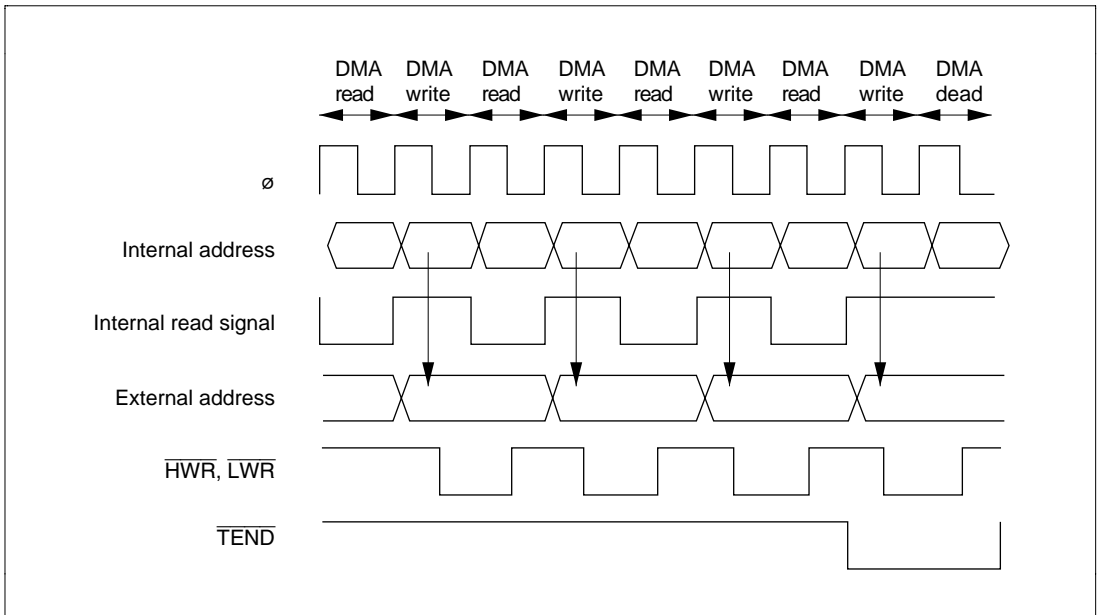 DMA DMA DMA DMA DMA DMA DMA DMA DMA
read write read write read write read write dead
ø
Internal address
Internal read signal
External address
HWR, LWR
TEND